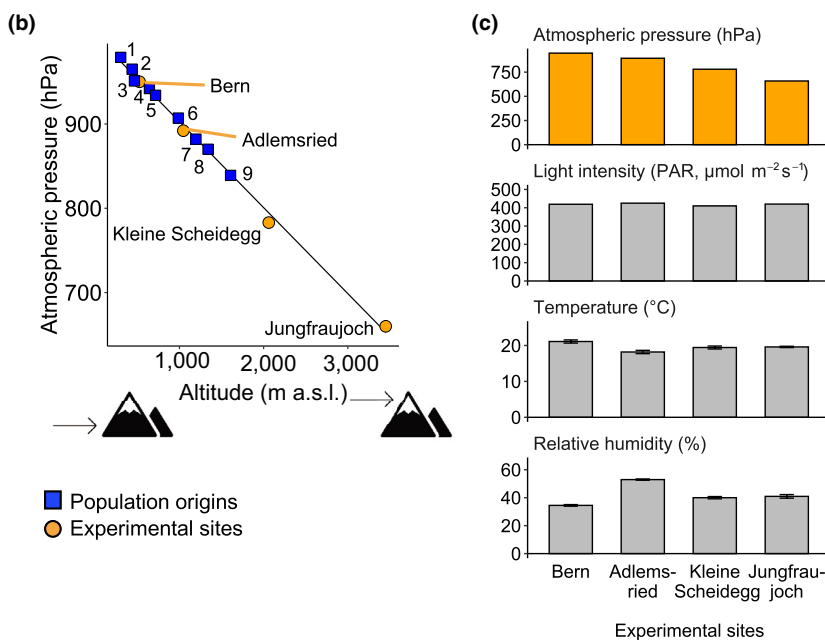 (b)
Atmospheric pressure (hPa)
900
800
700
1
2
3
4
5
Bern
6
Adlemsried
7
8
9
Kleine Scheidegg
Jungfraujoch
1,000
2,000
3,000
Altitude (m a.s.l.)
Population origins
Experimental sites
(c)
Atmospheric pressure (hPa)
750
500
250
0
Light intensity (PAR, µmol m⁻² s⁻¹)
500
400
300
200
100
0
Temperature (°C)
20
10
0
Relative humidity (%)
60
40
20
0
Bern
Adlems-
ried
Kleine
Scheidegg
Jungfrau-
joch
Experimental sites